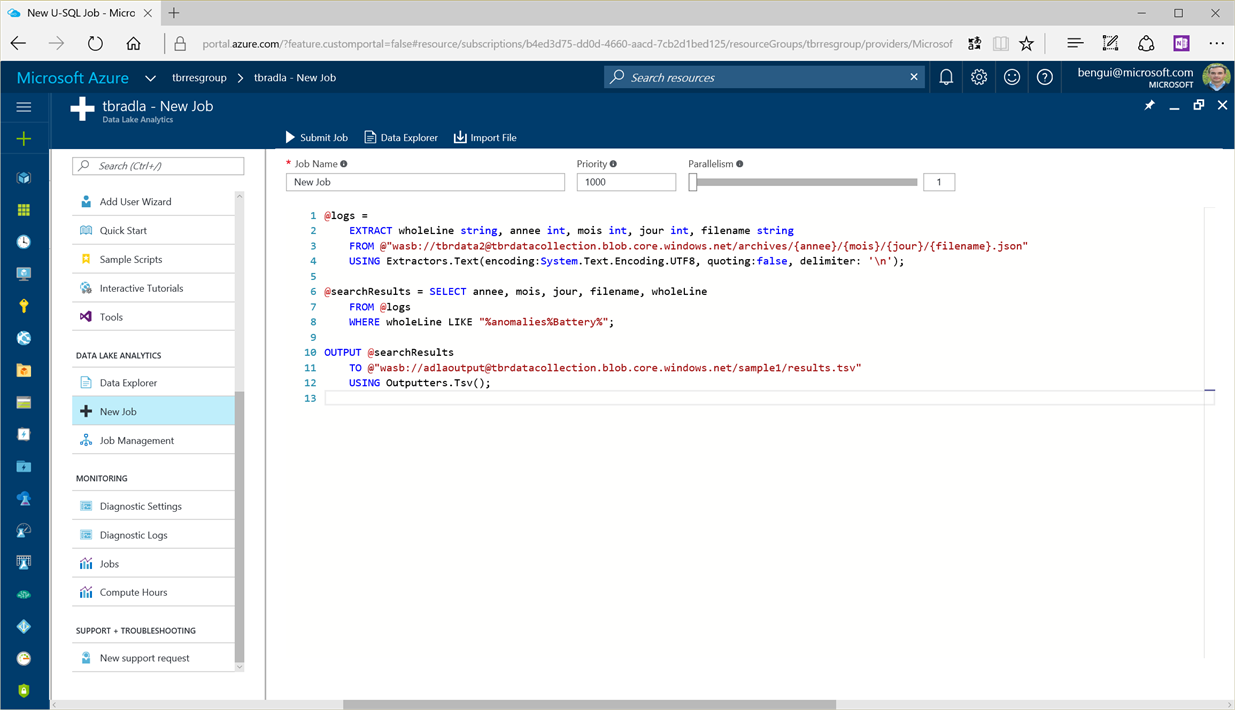 New U-SQL Job - Micro
portal.azure.com/?feature.customportal=false#resource/subscriptions/b4ed3d75-dd0d-4660-aacd-7cb2d1bed125/resourceGroups/tbrresgroup/providers/Microsof
Microsoft Azure
tbrresgroup > tbradla - New Job
Search resources
bengui@microsoft.com
MICROSOFT
tbradla - New Job
Data Lake Analytics
Submit Job
Data Explorer
Import File
Search (Ctrl+/)
Add User Wizard
Quick Start
Sample Scripts
Interactive Tutorials
Tools
DATA LAKE ANALYTICS
Data Explorer
New Job
Job Management
MONITORING
Diagnostic Settings
Diagnostic Logs
Jobs
Compute Hours
SUPPORT + TROUBLESHOOTING
New support request
* Job Name
New Job
Priority
1000
Parallelism
1
1 @logs =
2 EXTRACT wholeLine string, annee int, mois int, jour int, filename string
3 FROM @"wasb://tbrdata2@tbrdatacollection.blob.core.windows.net/archives/{annee}/{mois}/{jour}/{filename}.json"
4 USING Extractors.Text(encoding:System.Text.Encoding.UTF8, quoting:false, delimiter: '\n');
5
6 @searchResults = SELECT annee, mois, jour, filename, wholeLine
7 FROM @logs
8 WHERE wholeLine LIKE "%anomalies%Battery%";
9
10 OUTPUT @searchResults
11 TO @"wasb://adlaoutput@tbrdatacollection.blob.core.windows.net/sample1/results.tsv"
12 USING Outputters.Tsv();
13